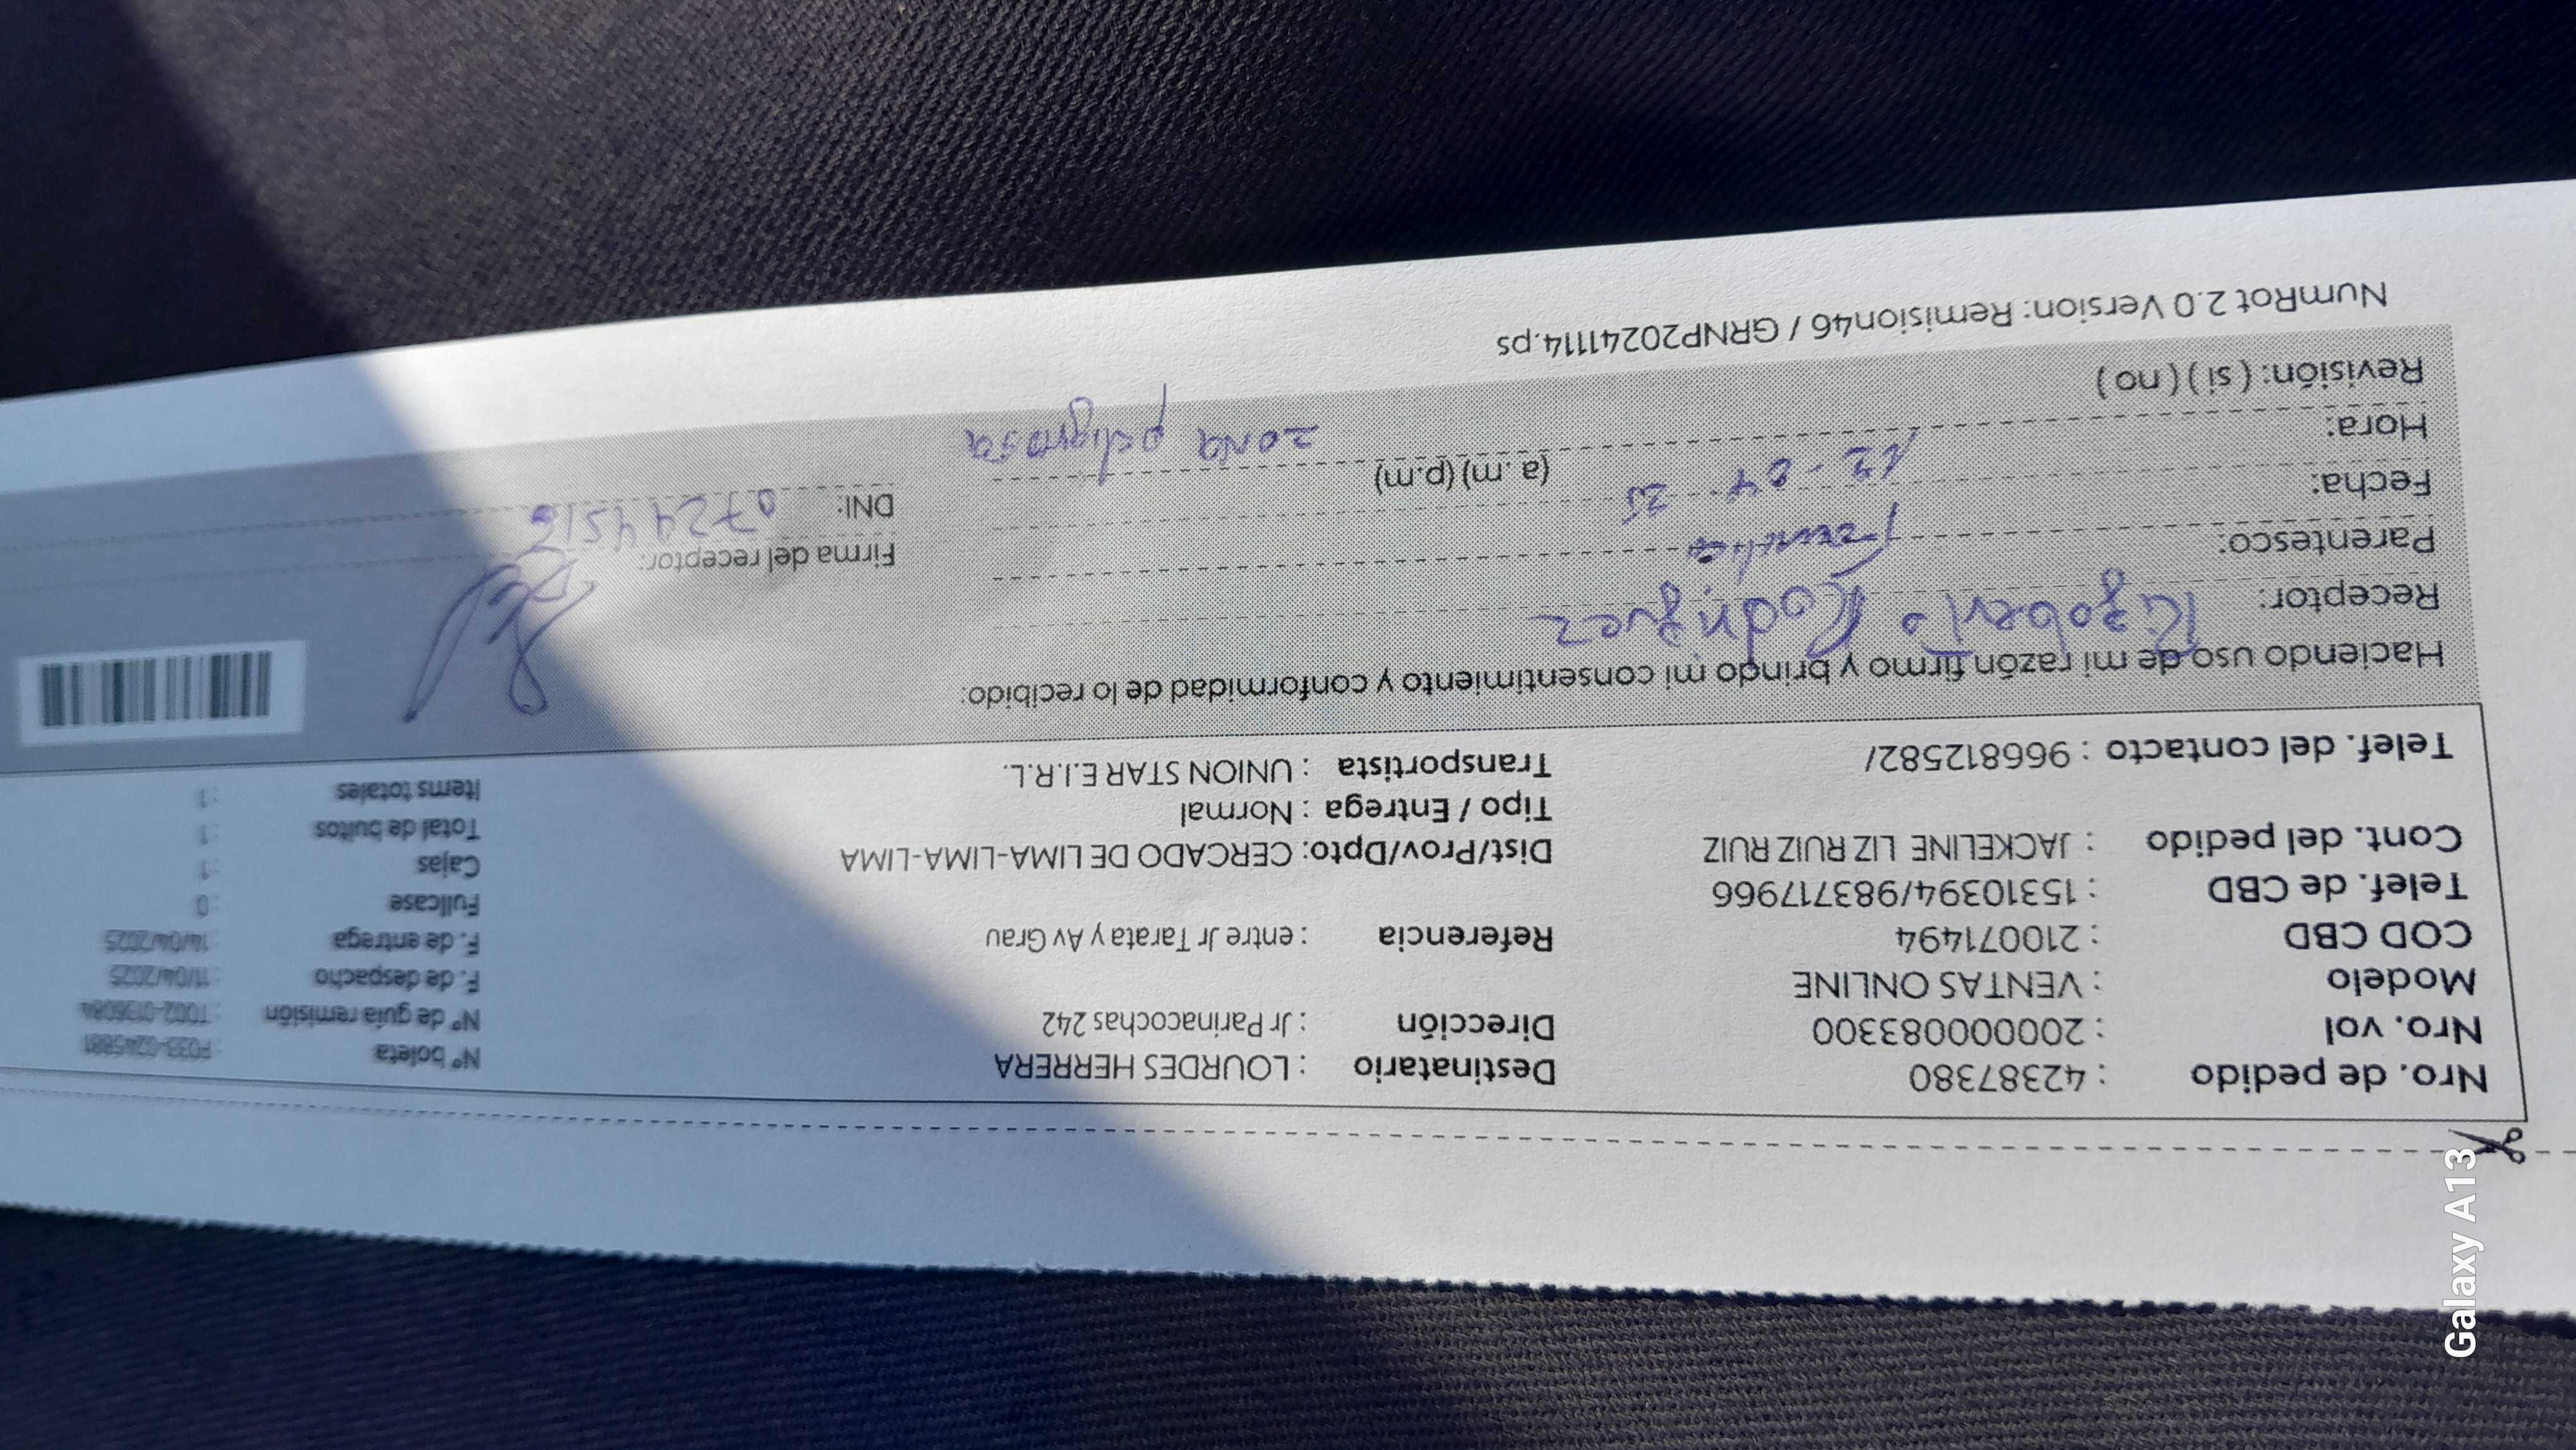 Nro. de pedido : 42387380
Nro. vol : 200000083300
Modelo : VENTAS ONLINE
COD CBD : 210071494
Telef. de CBD : 15310394/983717966
Cont. del pedido : JACKELINE LIZ RUIZ RUIZ
Telef. del contacto : 966812582/
Destinatario : LOURDES HERRERA
Dirección : Jr Parinacochas 242
Referencia : entre Jr Tarata y Av Grau
Dist/Prov/Dpto: CERCADO DE LIMA-LIMA-LIMA
Tipo / Entrega : Normal
Transportista : UNION STAR E.I.R.L.
N° boleta : F033-0245881
N° de guía remisión : T002-0136084
F. de despacho : 11/04/2025
F. de entrega : 14/04/2025
Fullcase : 0
Cajas : 1
Total de bultos : 1
Items totales : 1
Haciendo uso de mi razón firmo y brindo mi consentimiento y conformidad de lo recibido:
Receptor: Rigoberto Rodriguez
Parentesco:
Fecha: 12-04-25
Hora: (a.m) (p.m)
Revisión: ( si ) ( no )
zona peligrosa
Firma del receptor:
DNI:
NumRot 2.0 Version: Remision46 / GRNP20241114.ps
Galaxy A13